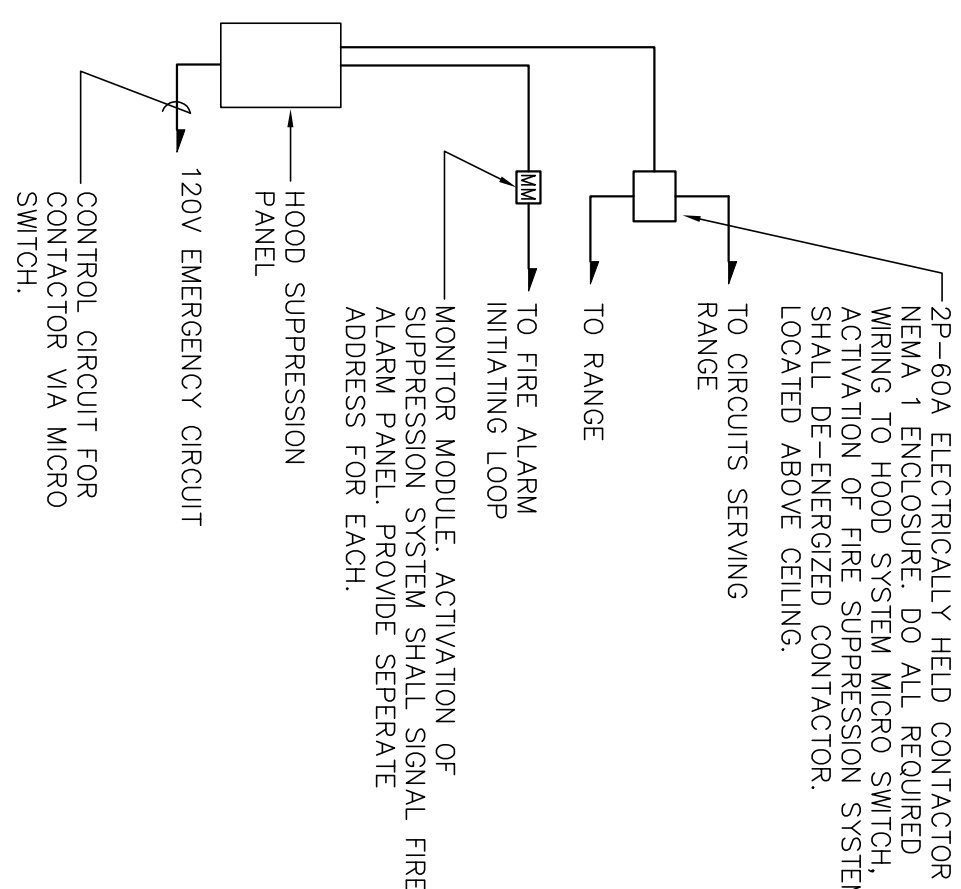 2P-60A ELECTRICALLY HELD CONTACTOR
NEMA 1 ENCLOSURE. DO ALL REQUIRED
WIRING TO HOOD SYSTEM MICRO SWITCH,
ACTIVATION OF FIRE SUPPRESSION SYSTEM
SHALL DE-ENERGIZED CONTACTOR.
LOCATED ABOVE CEILING.
TO CIRCUITS SERVING
RANGE
TO RANGE
MM
TO FIRE ALARM
INITIATING LOOP
MONITOR MODULE. ACTIVATION OF
SUPPRESSION SYSTEM SHALL SIGNAL FIRE
ALARM PANEL. PROVIDE SEPERATE
ADDRESS FOR EACH.
HOOD SUPPRESSION
PANEL
120V EMERGENCY CIRCUIT
CONTROL CIRCUIT FOR
CONTACTOR VIA MICRO
SWITCH.